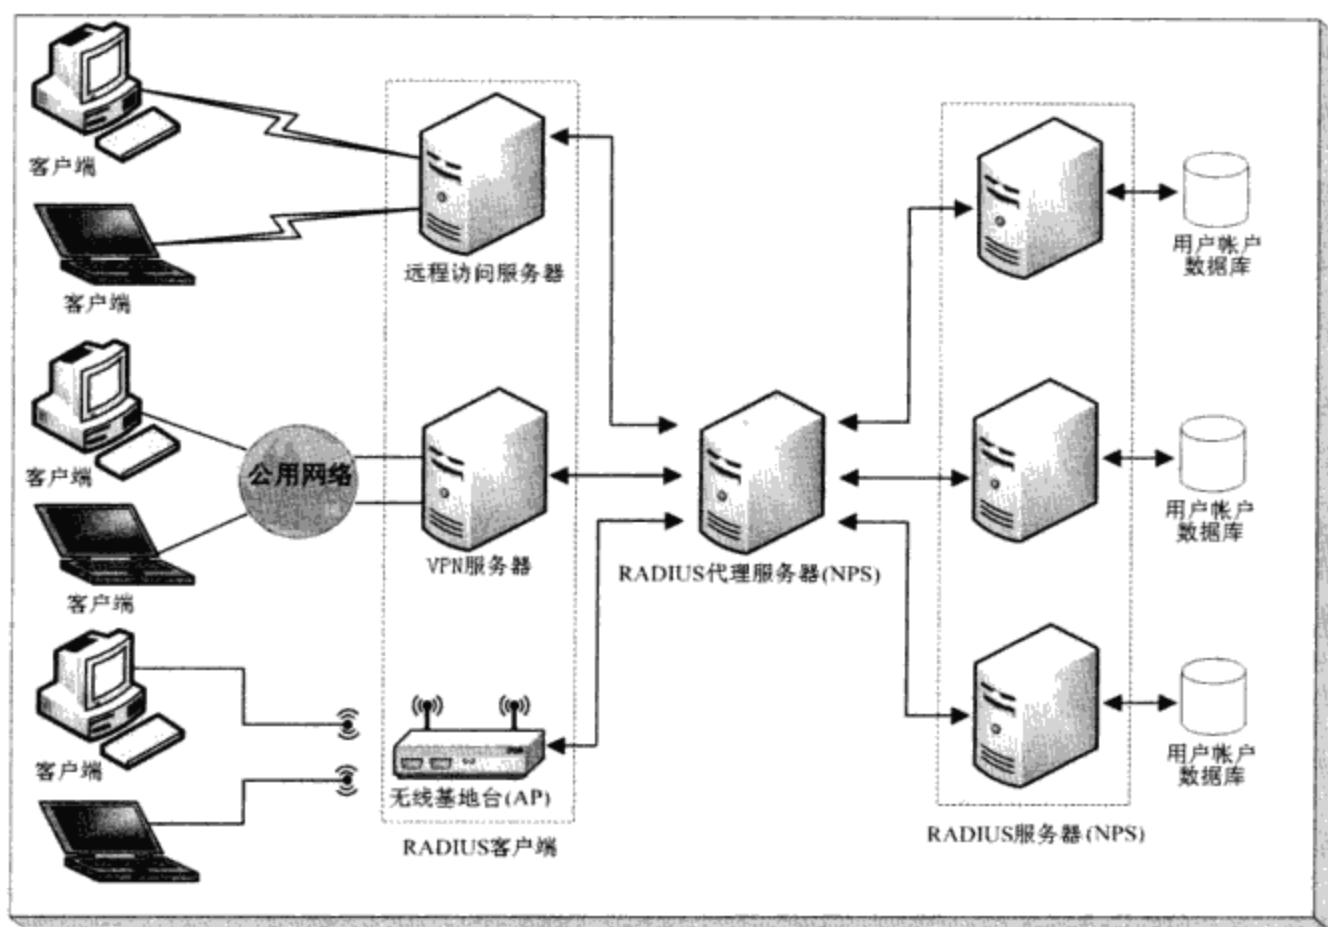 客户端
远程访问服务器
客户端
客户端
公用网络
VPN服务器
客户端
客户端
无线基地台(AP)
RADIUS客户端
RADIUS代理服务器(NPS)
用户帐户
数据库
用户帐户
数据库
用户帐户
数据库
RADIUS服务器(NPS)